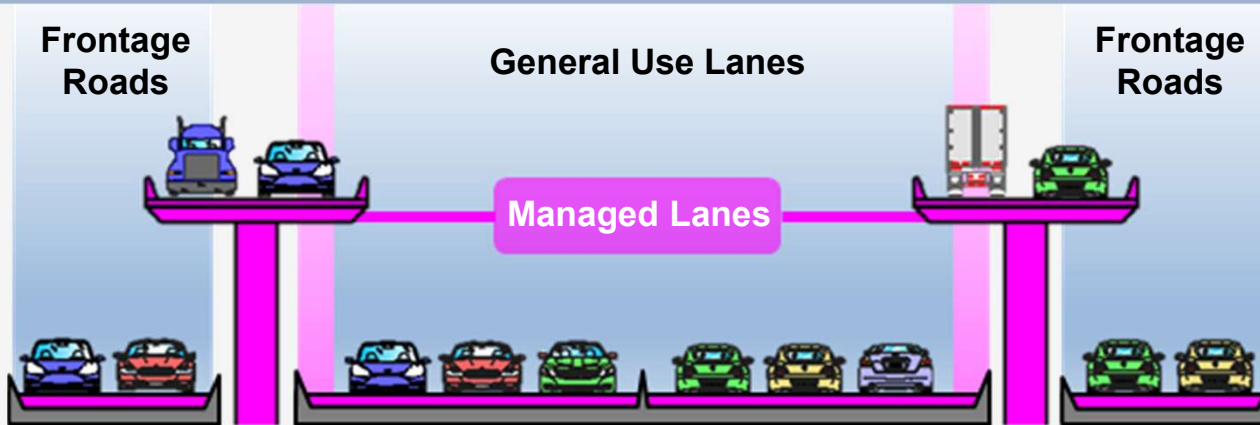 Frontage
Roads
General Use Lanes
Frontage
Roads
Managed Lanes